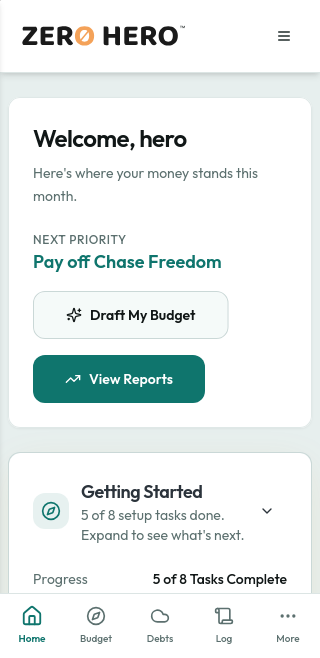 ZERO HERO™
Welcome, hero
Here's where your money stands this
month.
NEXT PRIORITY
Pay off Chase Freedom
Draft My Budget
View Reports
Getting Started
5 of 8 setup tasks done.
Expand to see what's next.
Progress
5 of 8 Tasks Complete
Home
Budget
Debts
Log
More